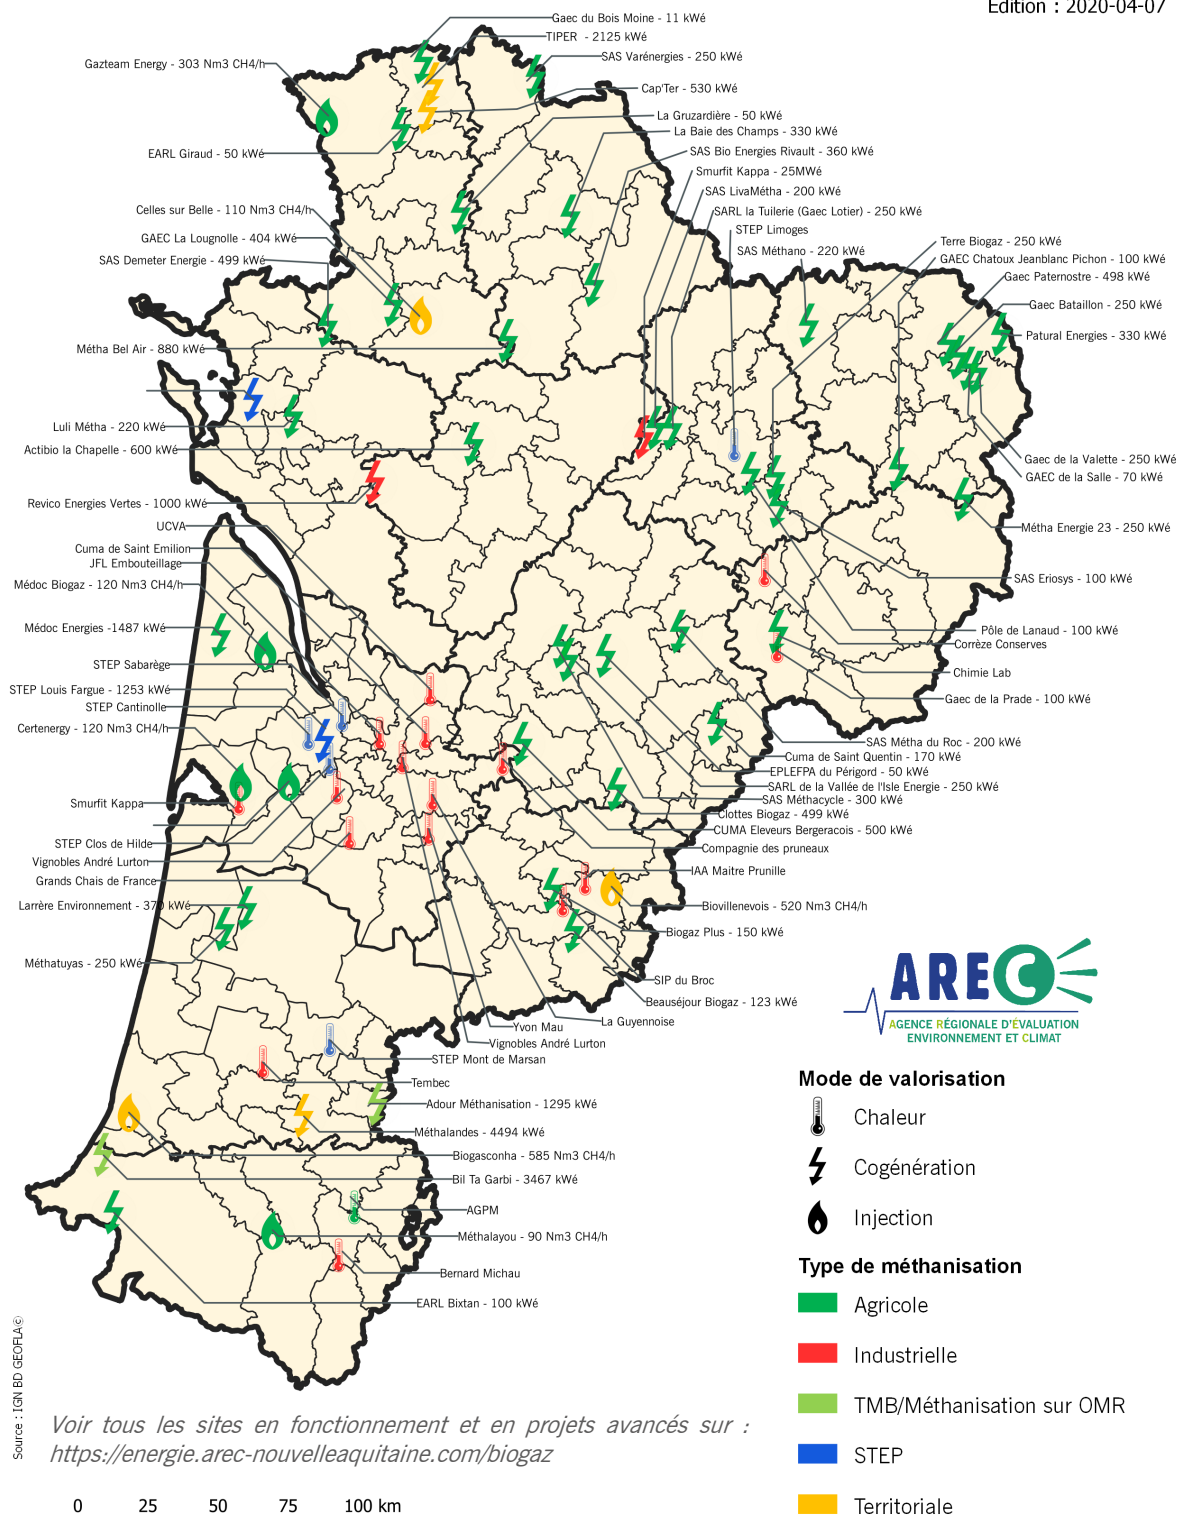 Edition : 2020-04-07
Gaec du Bois Moine - 11 kWé
TIPER - 2125 kWé
SAS Varénergies - 250 kWé
Gazteam Energy - 303 Nm3 CH4/h
Cap'Ter - 530 kWé
La Gruzardière - 50 kWé
La Baie des Champs - 330 kWé
EARL Giraud - 50 kWé
SAS Bio Energies Rivault - 360 kWé
Smurfit Kappa - 25MWé
SAS LivaMétha - 200 kWé
Celles sur Belle - 110 Nm3 CH4/h
SARL la Tuilerie (Gaec Lotier) - 250 kWé
STEP Limoges
GAEC La Lougnolle - 404 kWé
Terre Biogaz - 250 kWé
SAS Méthano - 220 kWé
SAS Demeter Energie - 499 kWé
GAEC Chatoux Jeanblanc Pichon - 100 kWé
Gaec Paternostre - 498 kWé
Gaec Bataillon - 250 kWé
Patural Energies - 330 kWé
Métha Bel Air - 880 kWé
Luli Métha - 220 kWé
Actibio la Chapelle - 600 kWé
Gaec de la Valette - 250 kWé
GAEC de la Salle - 70 kWé
Revico Energies Vertes - 1000 kWé
UCVA
Métha Energie 23 - 250 kWé
Cuma de Saint Emilion
JFL Embouteillage
Médoc Biogaz - 120 Nm3 CH4/h
SAS Eriosys - 100 kWé
Médoc Energies -1487 kWé
Pôle de Lanaud - 100 kWé
Corrèze Conserves
STEP Sabarège
Chimie Lab
STEP Louis Fargue - 1253 kWé
Gaec de la Prade - 100 kWé
STEP Cantinolle
Certenergy - 120 Nm3 CH4/h
SAS Métha du Roc - 200 kWé
Cuma de Saint Quentin - 170 kWé
EPLEFPA du Périgord - 50 kWé
SARL de la Vallée de l'Isle Energie - 250 kWé
SAS Méthacycle - 300 kWé
Smurfit Kappa
Clottes Biogaz - 499 kWé
CUMA Eleveurs Bergeracois - 500 kWé
STEP Clos de Hilde
Compagnie des pruneaux
Vignobles André Lurton
IAA Maitre Prunille
Grands Chais de France
Larrère Environnement - 370 kWé
Biovillenevois - 520 Nm3 CH4/h
Biogaz Plus - 150 kWé
Méthatuyas - 250 kWé
SIP du Broc
Beauséjour Biogaz - 123 kWé
La Guyennoise
Yvon Mau
Vignobles André Lurton
STEP Mont de Marsan
Tembec
Adour Méthanisation - 1295 kWé
Méthalandes - 4494 kWé
Biogasconha - 585 Nm3 CH4/h
Bil Ta Garbi - 3467 kWé
AGPM
Méthalayou - 90 Nm3 CH4/h
Bernard Michau
EARL Bixtan - 100 kWé
AREC
AGENCE RÉGIONALE D'ÉVALUATION
ENVIRONNEMENT ET CLIMAT
Mode de valorisation
Chaleur
Cogénération
Injection
Type de méthanisation
Agricole
Industrielle
TMB/Méthanisation sur OMR
STEP
Territoriale
Source : IGN BD GEOFLA©
Voir tous les sites en fonctionnement et en projets avancés sur :
https://energie.arec-nouvelleaquitaine.com/biogaz
0 25 50 75 100 km